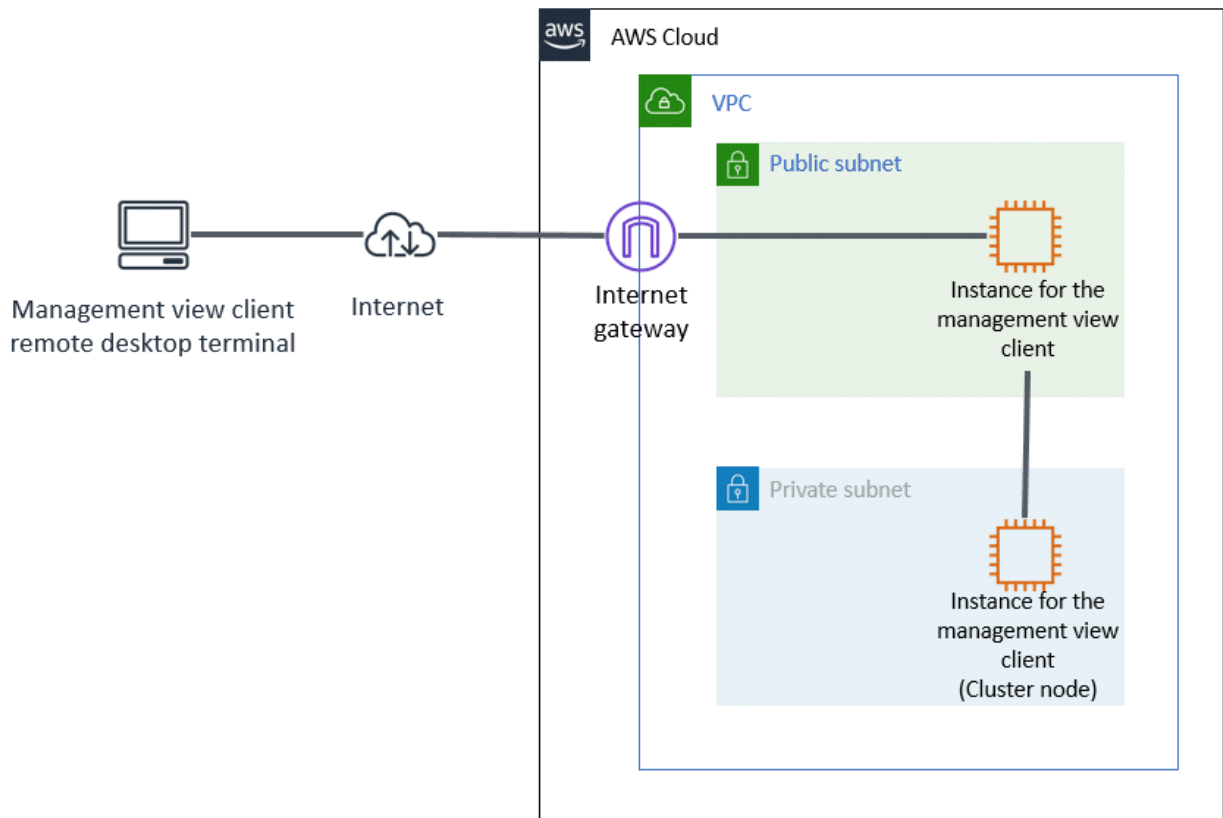 aws
AWS Cloud
VPC
Public subnet
Management view client
remote desktop terminal
Internet
Internet
gateway
Instance for the
management view
client
Private subnet
Instance for the
management view
client
(Cluster node)